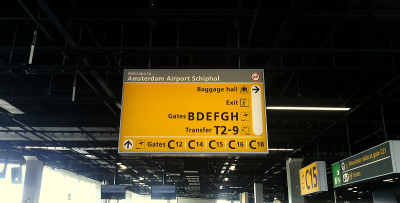 Welcome to
Amsterdam Airport Schiphol
Baggage hall
Exit
Gates BDEFGH
Transfer T2-9
Gates C12 C14 C15 C16 C18
C15